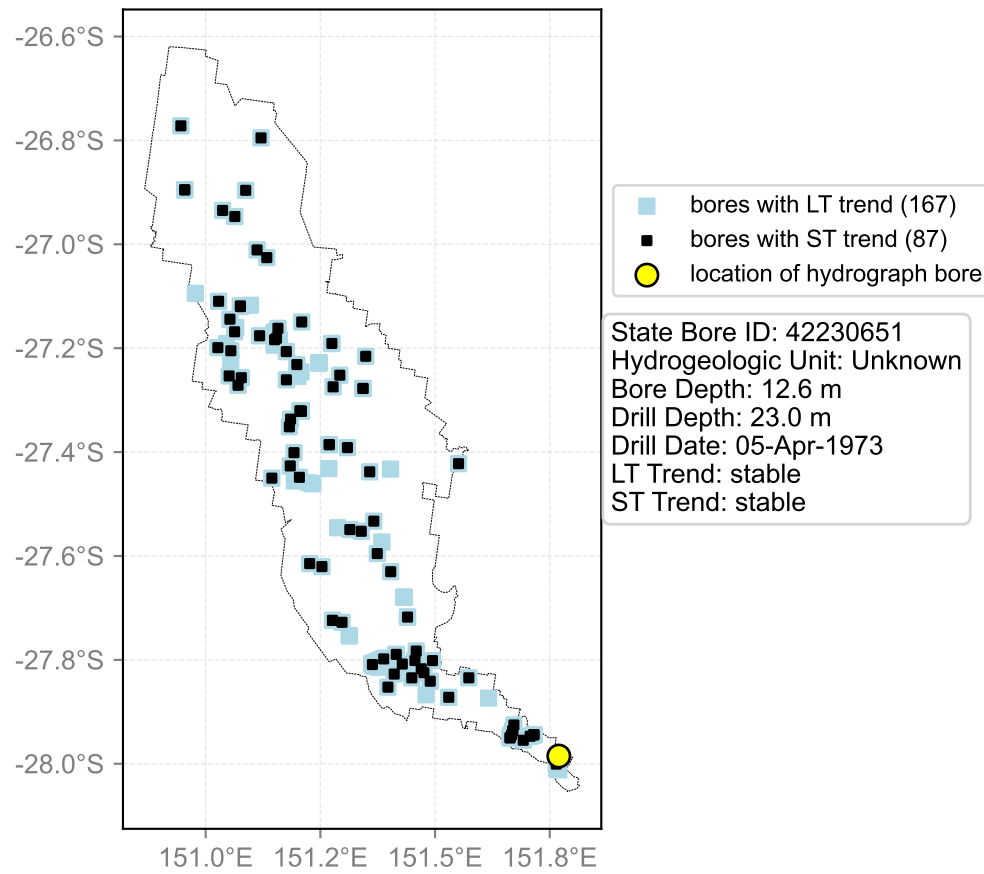 -26.6°S
-26.8°S
-27.0°S
-27.2°S
-27.4°S
-27.6°S
-27.8°S
-28.0°S
151.0°E 151.2°E 151.5°E 151.8°E
bores with LT trend (167)
bores with ST trend (87)
location of hydrograph bore
State Bore ID: 42230651
Hydrogeologic Unit: Unknown
Bore Depth: 12.6 m
Drill Depth: 23.0 m
Drill Date: 05-Apr-1973
LT Trend: stable
ST Trend: stable